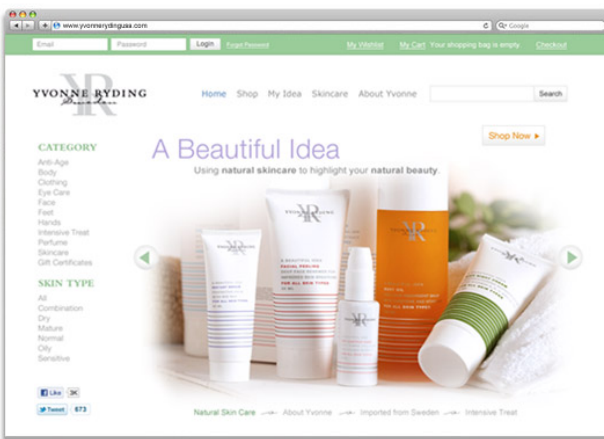 www.yvonnerydingusa.com
Google
Email
Password
Login
Forgot Password
My Wishlist
My Cart
Your shopping bag is empty.
Checkout
YVONNE RYDING
Sweden
Home
Shop
My Idea
Skincare
About Yvonne
Search
Shop Now
CATEGORY
Anti-Age
Body
Clothing
Eye Care
Face
Feet
Hands
Intensive Treat
Perfume
Skincare
Gift Certificates
SKIN TYPE
All
Combination
Dry
Mature
Normal
Oily
Sensitive
Like 3K
Tweet 673
A Beautiful Idea
Using natural skincare to highlight your natural beauty.
YVONNE RYDING
A BEAUTIFUL IDEA
FACIAL PEELING
FOR ALL SKIN TYPES
Natural Skin Care
About Yvonne
Imported from Sweden
Intensive Treat